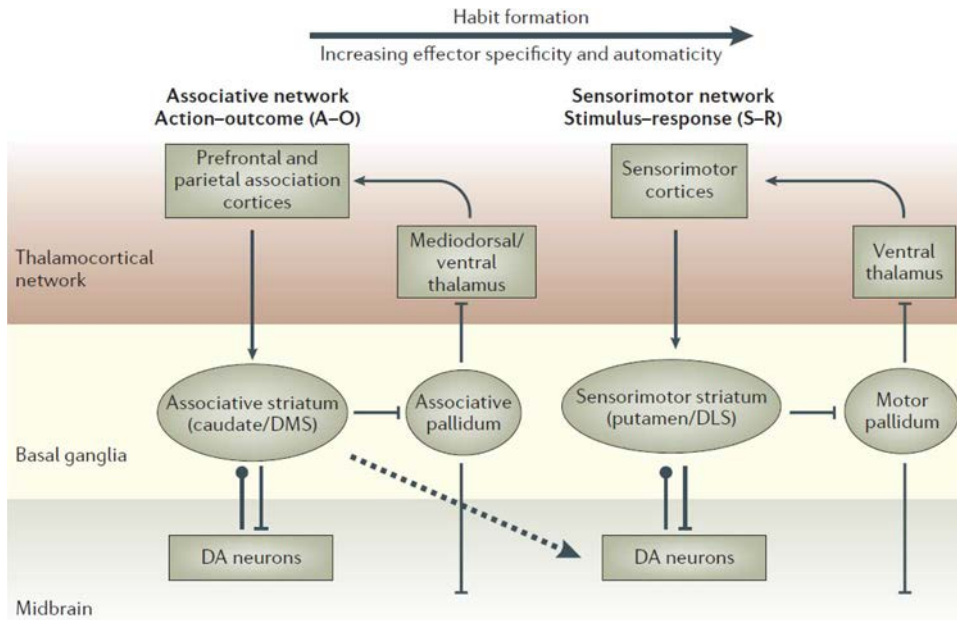 Habit formation
Increasing effector specificity and automaticity
Associative network
Action–outcome (A–O)
Sensorimotor network
Stimulus–response (S–R)
Prefrontal and
parietal association
cortices
Sensorimotor
cortices
Thalamocortical
network
Mediodorsal/
ventral
thalamus
Ventral
thalamus
Associative striatum
(caudate/DMS)
Associative
pallidum
Sensorimotor striatum
(putamen/DLS)
Motor
pallidum
Basal ganglia
DA neurons
DA neurons
Midbrain